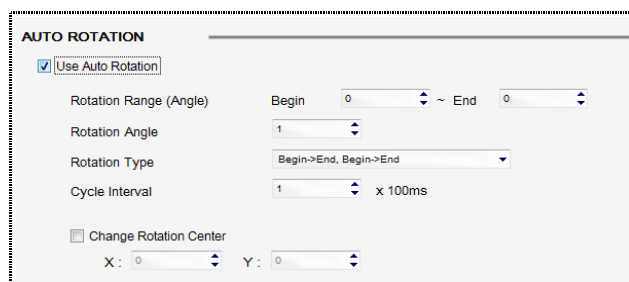 AUTO ROTATION
Use Auto Rotation
Rotation Range (Angle) Begin 0 ~ End 0
Rotation Angle 1
Rotation Type Begin->End, Begin->End
Cycle Interval 1 x 100ms
Change Rotation Center
X : 0 Y : 0